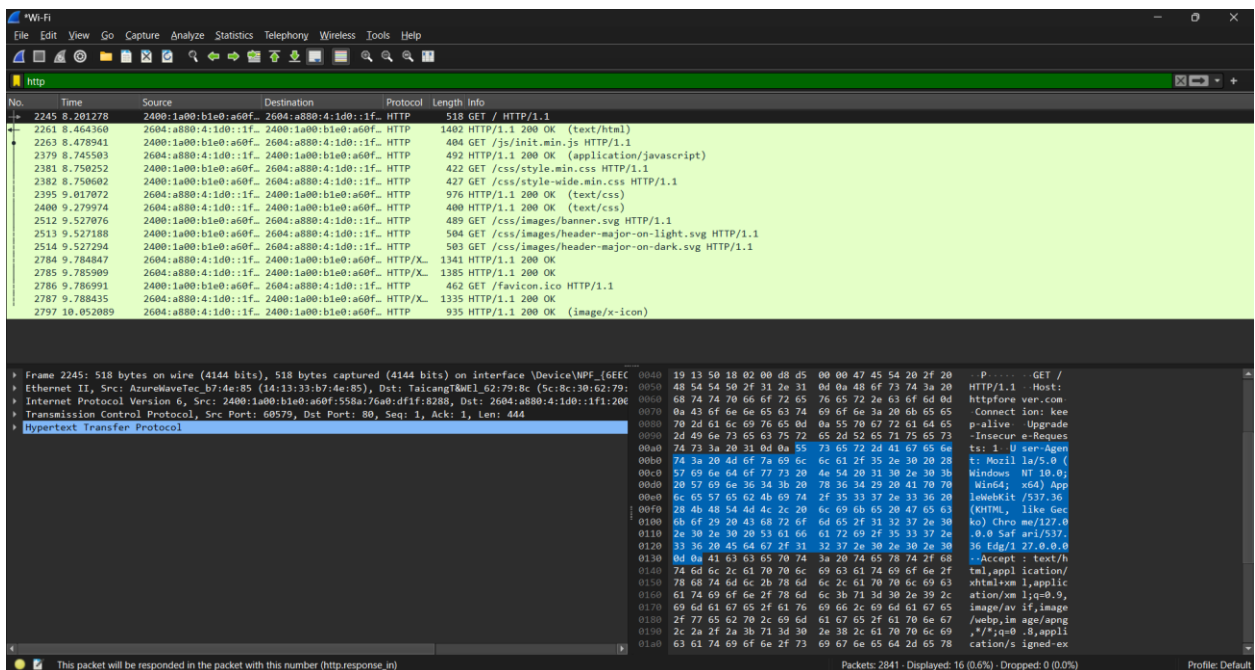 *Wi-Fi
File Edit View Go Capture Analyze Statistics Telephony Wireless Tools Help
http
No. Time Source Destination Protocol Length Info
2245 8.201278 2400:1a00:b1e0:a60f… 2604:a880:4:1d0::1f… HTTP 518 GET / HTTP/1.1
2261 8.464360 2604:a880:4:1d0::1f… 2400:1a00:b1e0:a60f… HTTP 1402 HTTP/1.1 200 OK (text/html)
2263 8.478941 2400:1a00:b1e0:a60f… 2604:a880:4:1d0::1f… HTTP 404 GET /js/init.min.js HTTP/1.1
2379 8.745503 2604:a880:4:1d0::1f… 2400:1a00:b1e0:a60f… HTTP 492 HTTP/1.1 200 OK (application/javascript)
2381 8.750252 2400:1a00:b1e0:a60f… 2604:a880:4:1d0::1f… HTTP 422 GET /css/style.min.css HTTP/1.1
2382 8.750602 2400:1a00:b1e0:a60f… 2604:a880:4:1d0::1f… HTTP 427 GET /css/style-wide.min.css HTTP/1.1
2395 9.017072 2604:a880:4:1d0::1f… 2400:1a00:b1e0:a60f… HTTP 976 HTTP/1.1 200 OK (text/css)
2400 9.279974 2604:a880:4:1d0::1f… 2400:1a00:b1e0:a60f… HTTP 400 HTTP/1.1 200 OK (text/css)
2512 9.527076 2400:1a00:b1e0:a60f… 2604:a880:4:1d0::1f… HTTP 489 GET /css/images/banner.svg HTTP/1.1
2513 9.527188 2400:1a00:b1e0:a60f… 2604:a880:4:1d0::1f… HTTP 504 GET /css/images/header-major-on-light.svg HTTP/1.1
2514 9.527294 2400:1a00:b1e0:a60f… 2604:a880:4:1d0::1f… HTTP 503 GET /css/images/header-major-on-dark.svg HTTP/1.1
2784 9.784847 2604:a880:4:1d0::1f… 2400:1a00:b1e0:a60f… HTTP/X… 1341 HTTP/1.1 200 OK
2785 9.785909 2604:a880:4:1d0::1f… 2400:1a00:b1e0:a60f… HTTP/X… 1385 HTTP/1.1 200 OK
2786 9.786991 2400:1a00:b1e0:a60f… 2604:a880:4:1d0::1f… HTTP 462 GET /favicon.ico HTTP/1.1
2787 9.788435 2604:a880:4:1d0::1f… 2400:1a00:b1e0:a60f… HTTP/X… 1335 HTTP/1.1 200 OK
2797 10.052089 2604:a880:4:1d0::1f… 2400:1a00:b1e0:a60f… HTTP 935 HTTP/1.1 200 OK (image/x-icon)
Frame 2245: 518 bytes on wire (4144 bits), 518 bytes captured (4144 bits) on interface \Device\NPF_{6EEC
Ethernet II, Src: AzureWaveTec_b7:4e:85 (14:13:33:b7:4e:85), Dst: TaicangT&WEl_62:79:8c (5c:8c:30:62:79:
Internet Protocol Version 6, Src: 2400:1a00:b1e0:a60f:558a:76a0:df1f:8288, Dst: 2604:a880:4:1d0::1f1:200
Transmission Control Protocol, Src Port: 60579, Dst Port: 80, Seq: 1, Ack: 1, Len: 444
Hypertext Transfer Protocol
0040 19 13 50 18 02 00 d8 d5 00 00 47 45 54 20 2f 20 ··P····· ··GET /
0050 48 54 54 50 2f 31 2e 31 0d 0a 48 6f 73 74 3a 20 HTTP/1.1 ··Host:
0060 68 74 74 70 66 6f 72 65 76 65 72 2e 63 6f 6d 0d httpfore ver.com·
0070 0a 43 6f 6e 6e 65 63 74 69 6f 6e 3a 20 6b 65 65 ·Connect ion: kee
0080 70 2d 61 6c 69 76 65 0d 0a 55 70 67 72 61 64 65 p-alive· ·Upgrade
0090 2d 49 6e 73 65 63 75 72 65 2d 52 65 71 75 65 73 -Insecur e-Reques
00a0 74 73 3a 20 31 0d 0a 55 73 65 72 2d 41 67 65 6e ts: 1··U ser-Agen
00b0 74 3a 20 4d 6f 7a 69 6c 6c 61 2f 35 2e 30 20 28 t: Mozil la/5.0 (
00c0 57 69 6e 64 6f 77 73 20 4e 54 20 31 30 2e 30 3b Windows NT 10.0;
00d0 20 57 69 6e 36 34 3b 20 78 36 34 29 20 41 70 70 Win64; x64) App
00e0 6c 65 57 65 62 4b 69 74 2f 35 33 37 2e 33 36 20 leWebKit /537.36
00f0 28 4b 48 54 4d 4c 2c 20 6c 69 6b 65 20 47 65 63 (KHTML, like Gec
0100 6b 6f 29 20 43 68 72 6f 6d 65 2f 31 32 37 2e 30 ko) Chro me/127.0
0110 2e 30 2e 30 20 53 61 66 61 72 69 2f 35 33 37 2e .0.0 Saf ari/537.
0120 33 36 20 45 64 67 2f 31 32 37 2e 30 2e 30 2e 30 36 Edg/1 27.0.0.0
0130 0d 0a 41 63 63 65 70 74 3a 20 74 65 78 74 2f 68 ··Accept : text/h
0140 74 6d 6c 2c 61 70 70 6c 69 63 61 74 69 6f 6e 2f tml,appl ication/
0150 78 68 74 6d 6c 2b 78 6d 6c 2c 61 70 70 6c 69 63 xhtml+xm l,applic
0160 61 74 69 6f 6e 2f 78 6d 6c 3b 71 3d 30 2e 39 2c ation/xm l;q=0.9,
0170 69 6d 61 67 65 2f 61 76 69 66 2c 69 6d 61 67 65 image/av if,image
0180 2f 77 65 62 70 2c 69 6d 61 67 65 2f 61 70 6e 67 /webp,im age/apng
0190 2c 2a 2f 2a 3b 71 3d 30 2e 38 2c 61 70 70 6c 69 ,*/*;q=0 .8,appli
01a0 63 61 74 69 6f 6e 2f 73 69 67 6e 65 64 2d 65 78 cation/s igned-ex
This packet will be responded in the packet with this number (http.response_in) Packets: 2841 · Displayed: 16 (0.6%) · Dropped: 0 (0.0%) Profile: Default